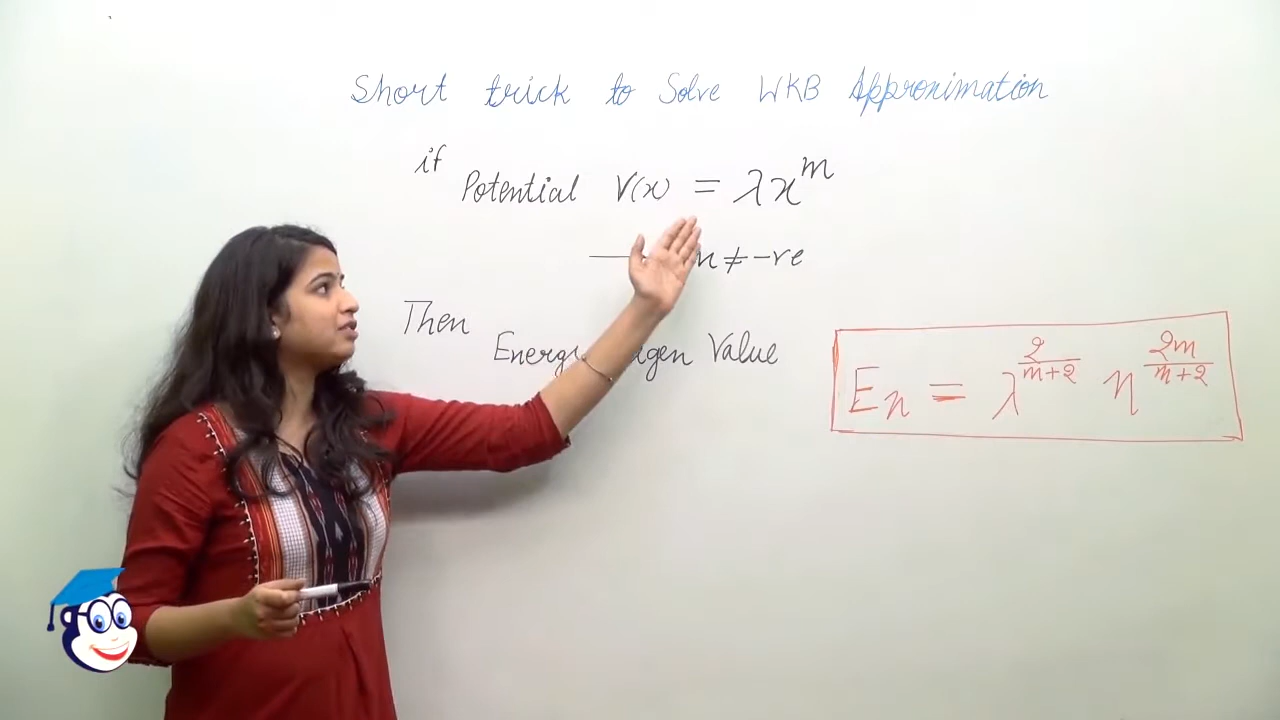 Short trick to Solve WKB Approximation
if
Potential V(x) = λx^m
≠ -ve
Then
Value
E_n = λ^(2/(m+2)) n^(2m/(m+2))